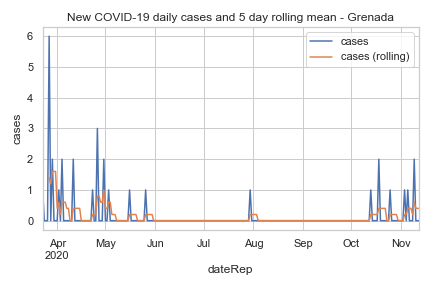 New COVID-19 daily cases and 5 day rolling mean - Grenada
cases
cases (rolling)
cases
6
5
4
3
2
1
0
Apr May Jun Jul Aug Sep Oct Nov
2020
dateRep